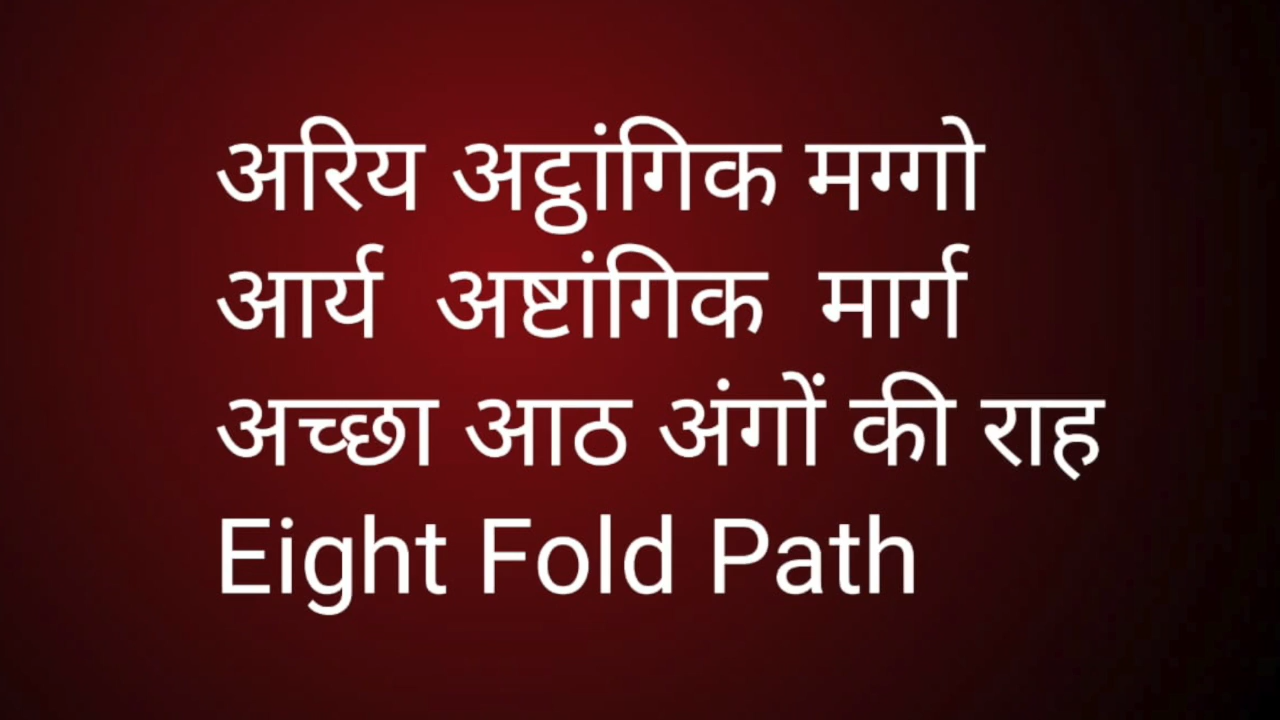 अरिय अट्ठांगिक मग्गो
आर्य अष्टांगिक मार्ग
अच्छा आठ अंगों की राह
Eight Fold Path